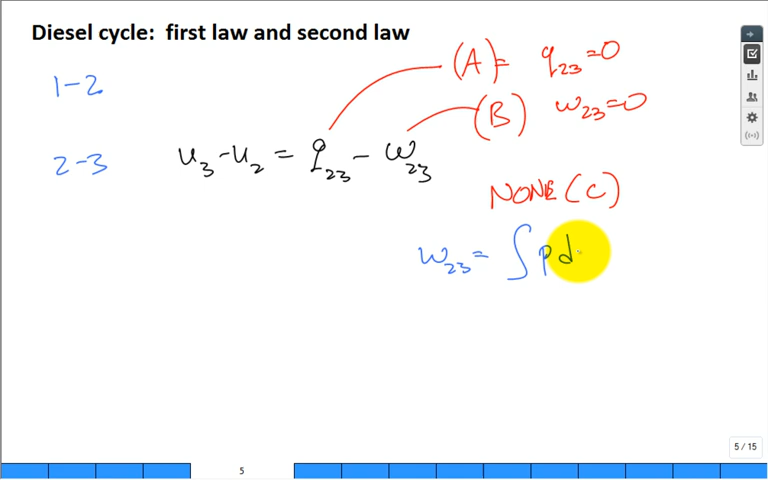 Diesel cycle: first law and second law
(A) = q₂₃=0
1-2
(B) w₂₃=0
2-3 u₃-u₂ = q₂₃ - w₂₃
NONE (C)
w₂₃ = ∫pd
5 / 15
5